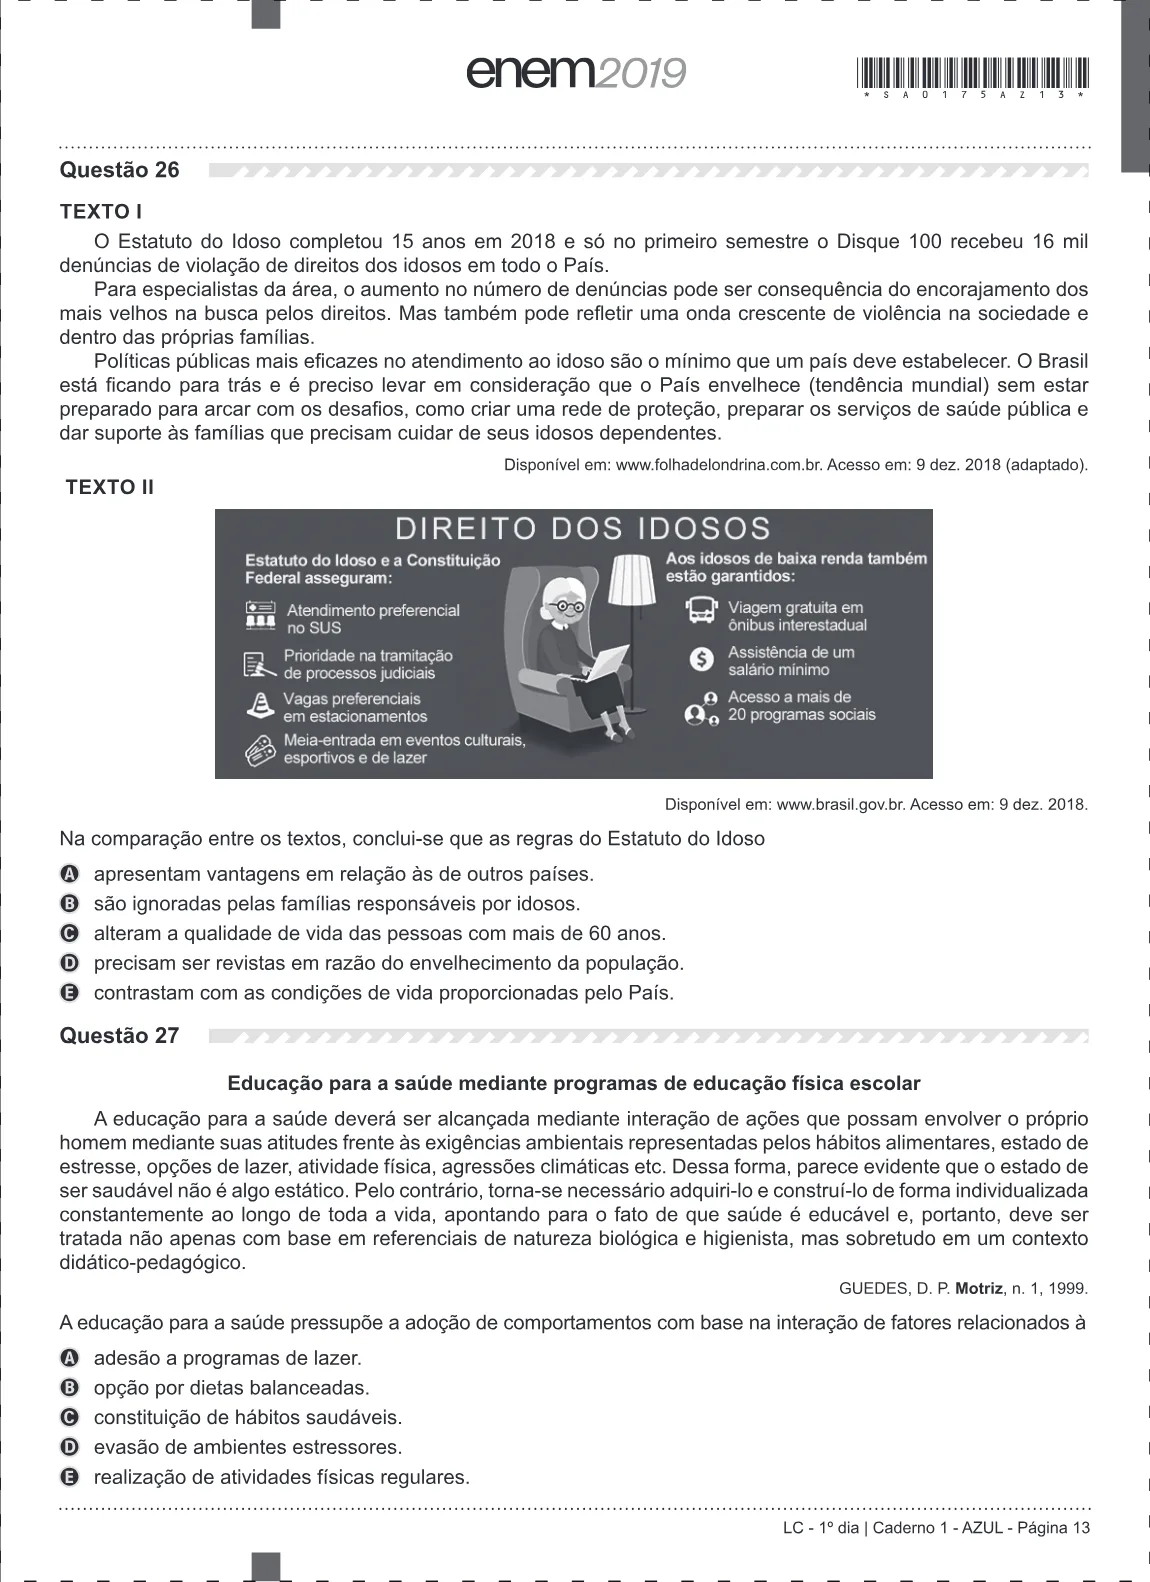 enem2019
*SA0175AZ13*
Questão 26
TEXTO I
O Estatuto do Idoso completou 15 anos em 2018 e só no primeiro semestre o Disque 100 recebeu 16 mil
denúncias de violação de direitos dos idosos em todo o País.
Para especialistas da área, o aumento no número de denúncias pode ser consequência do encorajamento dos
mais velhos na busca pelos direitos. Mas também pode refletir uma onda crescente de violência na sociedade e
dentro das próprias famílias.
Políticas públicas mais eficazes no atendimento ao idoso são o mínimo que um país deve estabelecer. O Brasil
está ficando para trás e é preciso levar em consideração que o País envelhece (tendência mundial) sem estar
preparado para arcar com os desafios, como criar uma rede de proteção, preparar os serviços de saúde pública e
dar suporte às famílias que precisam cuidar de seus idosos dependentes.
Disponível em: www.folhadelondrina.com.br. Acesso em: 9 dez. 2018 (adaptado).
TEXTO II
DIREITO DOS IDOSOS
Estatuto do Idoso e a Constituição
Federal asseguram:
Atendimento preferencial
no SUS
Prioridade na tramitação
de processos judiciais
Vagas preferenciais
em estacionamentos
Meia-entrada em eventos culturais,
esportivos e de lazer
Aos idosos de baixa renda também
estão garantidos:
Viagem gratuita em
ônibus interestadual
Assistência de um
salário mínimo
Acesso a mais de
20 programas sociais
Disponível em: www.brasil.gov.br. Acesso em: 9 dez. 2018.
Na comparação entre os textos, conclui-se que as regras do Estatuto do Idoso
A apresentam vantagens em relação às de outros países.
B são ignoradas pelas famílias responsáveis por idosos.
C alteram a qualidade de vida das pessoas com mais de 60 anos.
D precisam ser revistas em razão do envelhecimento da população.
E contrastam com as condições de vida proporcionadas pelo País.
Questão 27
Educação para a saúde mediante programas de educação física escolar
A educação para a saúde deverá ser alcançada mediante interação de ações que possam envolver o próprio
homem mediante suas atitudes frente às exigências ambientais representadas pelos hábitos alimentares, estado de
estresse, opções de lazer, atividade física, agressões climáticas etc. Dessa forma, parece evidente que o estado de
ser saudável não é algo estático. Pelo contrário, torna-se necessário adquiri-lo e construí-lo de forma individualizada
constantemente ao longo de toda a vida, apontando para o fato de que saúde é educável e, portanto, deve ser
tratada não apenas com base em referenciais de natureza biológica e higienista, mas sobretudo em um contexto
didático-pedagógico.
GUEDES, D. P. Motriz, n. 1, 1999.
A educação para a saúde pressupõe a adoção de comportamentos com base na interação de fatores relacionados à
A adesão a programas de lazer.
B opção por dietas balanceadas.
C constituição de hábitos saudáveis.
D evasão de ambientes estressores.
E realização de atividades físicas regulares.
LC - 1º dia | Caderno 1 - AZUL - Página 13